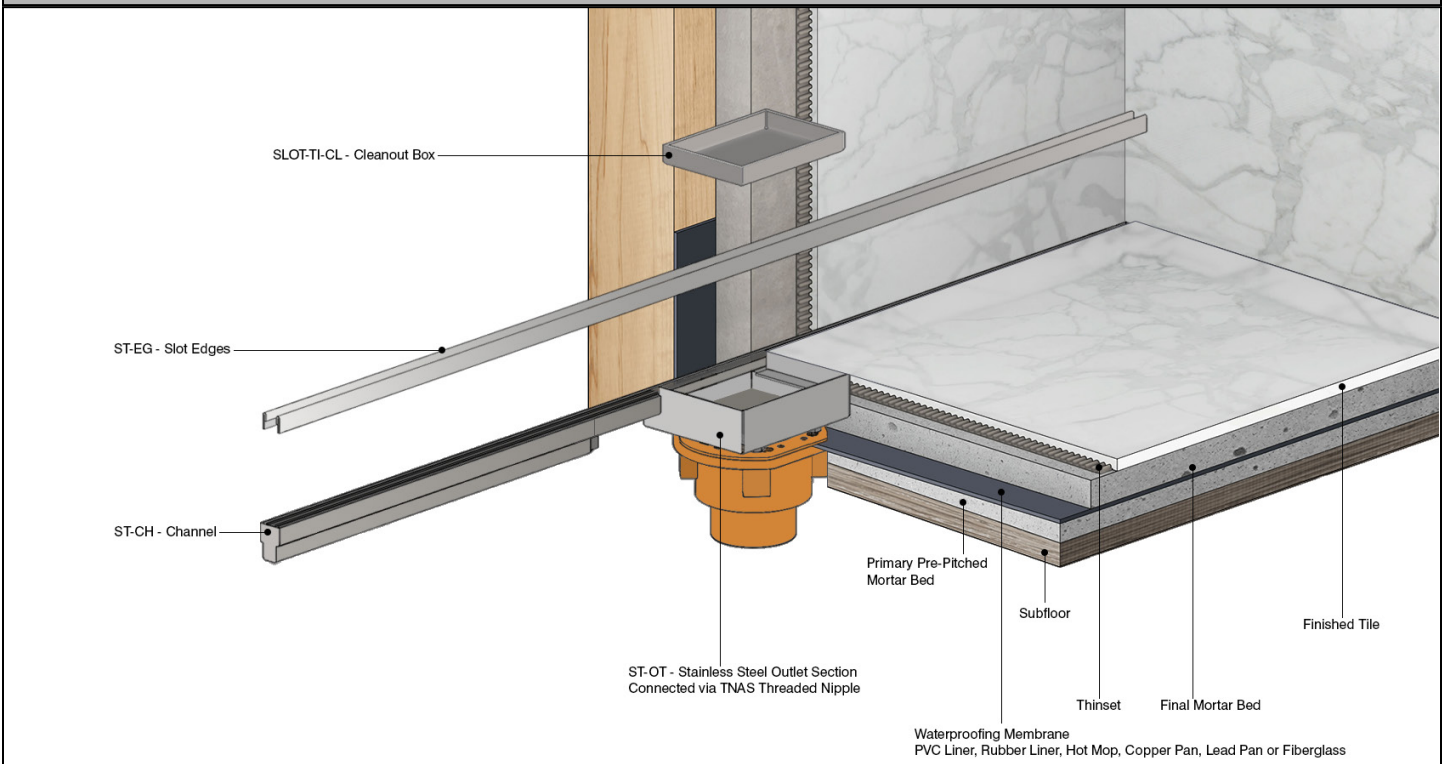 SLOT-TI-CL - Cleanout Box
ST-EG - Slot Edges
ST-CH - Channel
Primary Pre-Pitched
Mortar Bed
Subfloor
Finished Tile
ST-OT - Stainless Steel Outlet Section
Connected via TNAS Threaded Nipple
Thinset
Final Mortar Bed
Waterproofing Membrane
PVC Liner, Rubber Liner, Hot Mop, Copper Pan, Lead Pan or Fiberglass